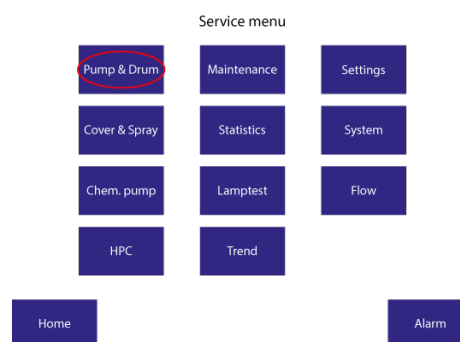 Service menu
Pump & Drum
Maintenance
Settings
Cover & Spray
Statistics
System
Chem. pump
Lamptest
Flow
HPC
Trend
Home
Alarm